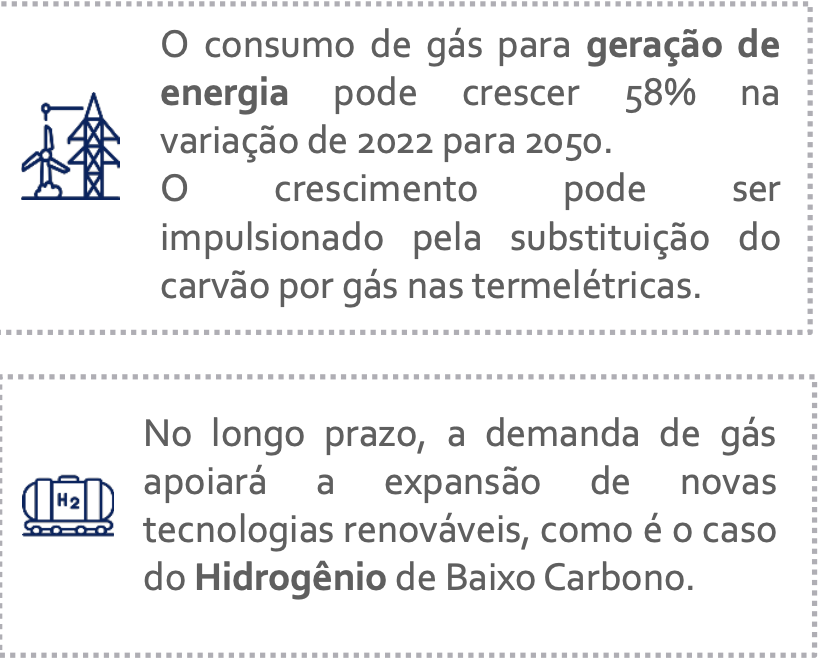 O consumo de gás para geração de
energia pode crescer 58% na
variação de 2022 para 2050.
O crescimento pode ser
impulsionado pela substituição do
carvão por gás nas termelétricas.
No longo prazo, a demanda de gás
apoiará a expansão de novas
tecnologias renováveis, como é o caso
do Hidrogênio de Baixo Carbono.
H2